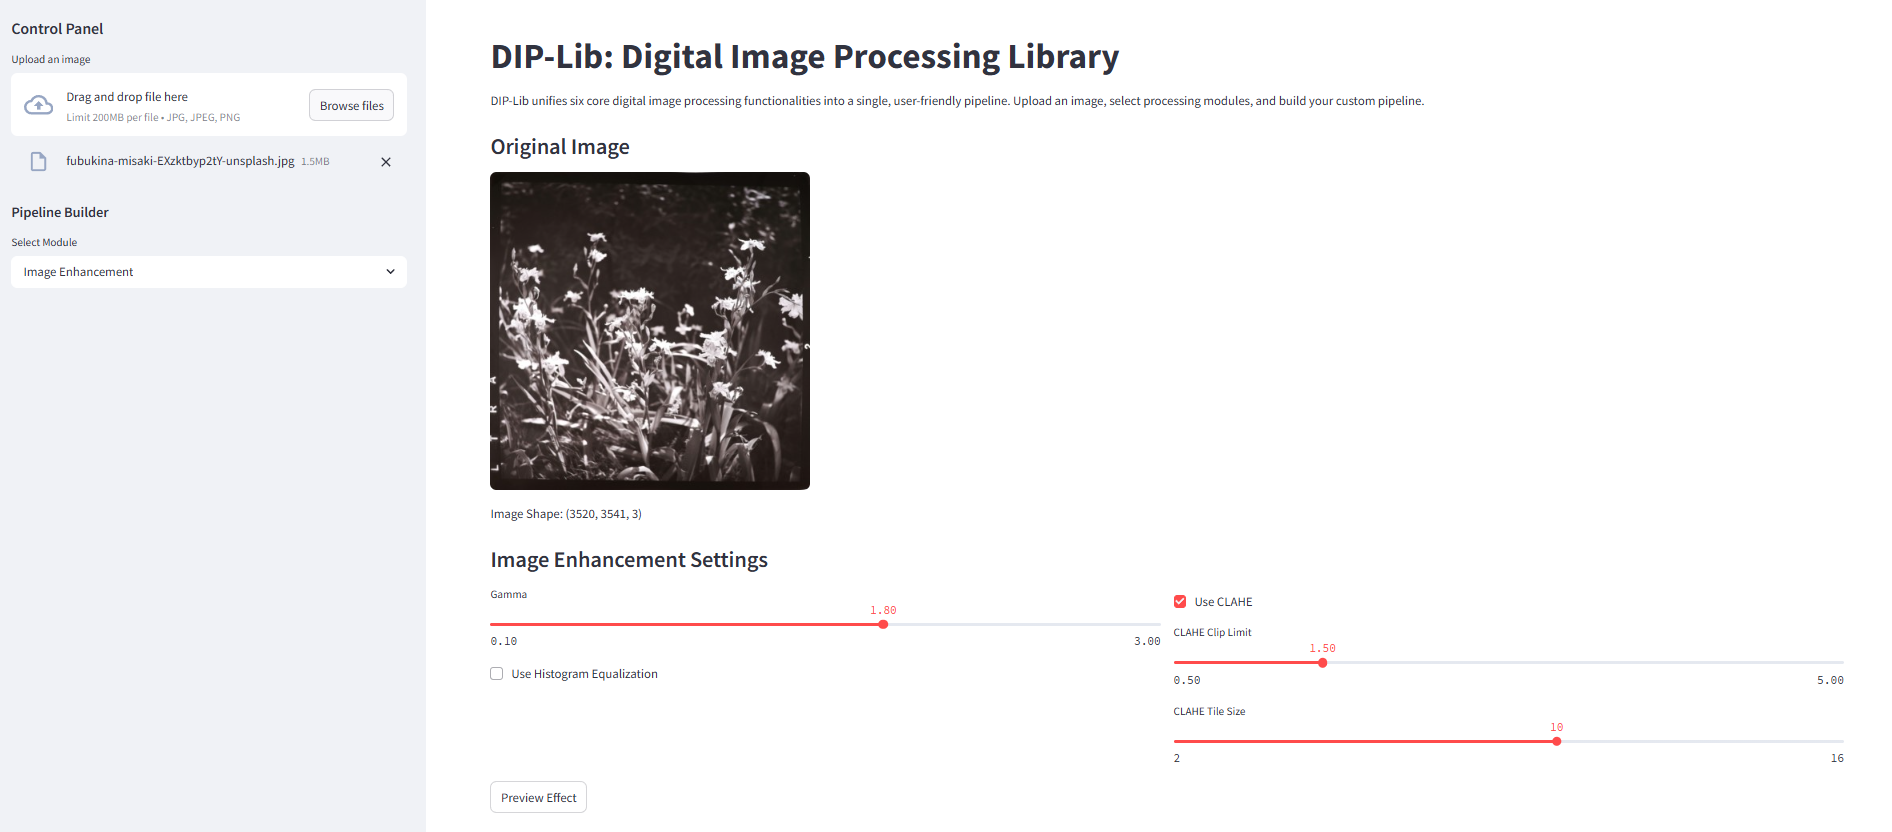 Control Panel
Upload an image
Drag and drop file here
Limit 200MB per file • JPG, JPEG, PNG
Browse files
fubukina-misaki-EXzktbyp2tY-unsplash.jpg 1.5MB
Pipeline Builder
Select Module
Image Enhancement
DIP-Lib: Digital Image Processing Library
DIP-Lib unifies six core digital image processing functionalities into a single, user-friendly pipeline. Upload an image, select processing modules, and build your custom pipeline.
Original Image
Image Shape: (3520, 3541, 3)
Image Enhancement Settings
Gamma
1.80
0.10 3.00
Use Histogram Equalization
Use CLAHE
CLAHE Clip Limit
1.50
0.50 5.00
CLAHE Tile Size
10
2 16
Preview Effect